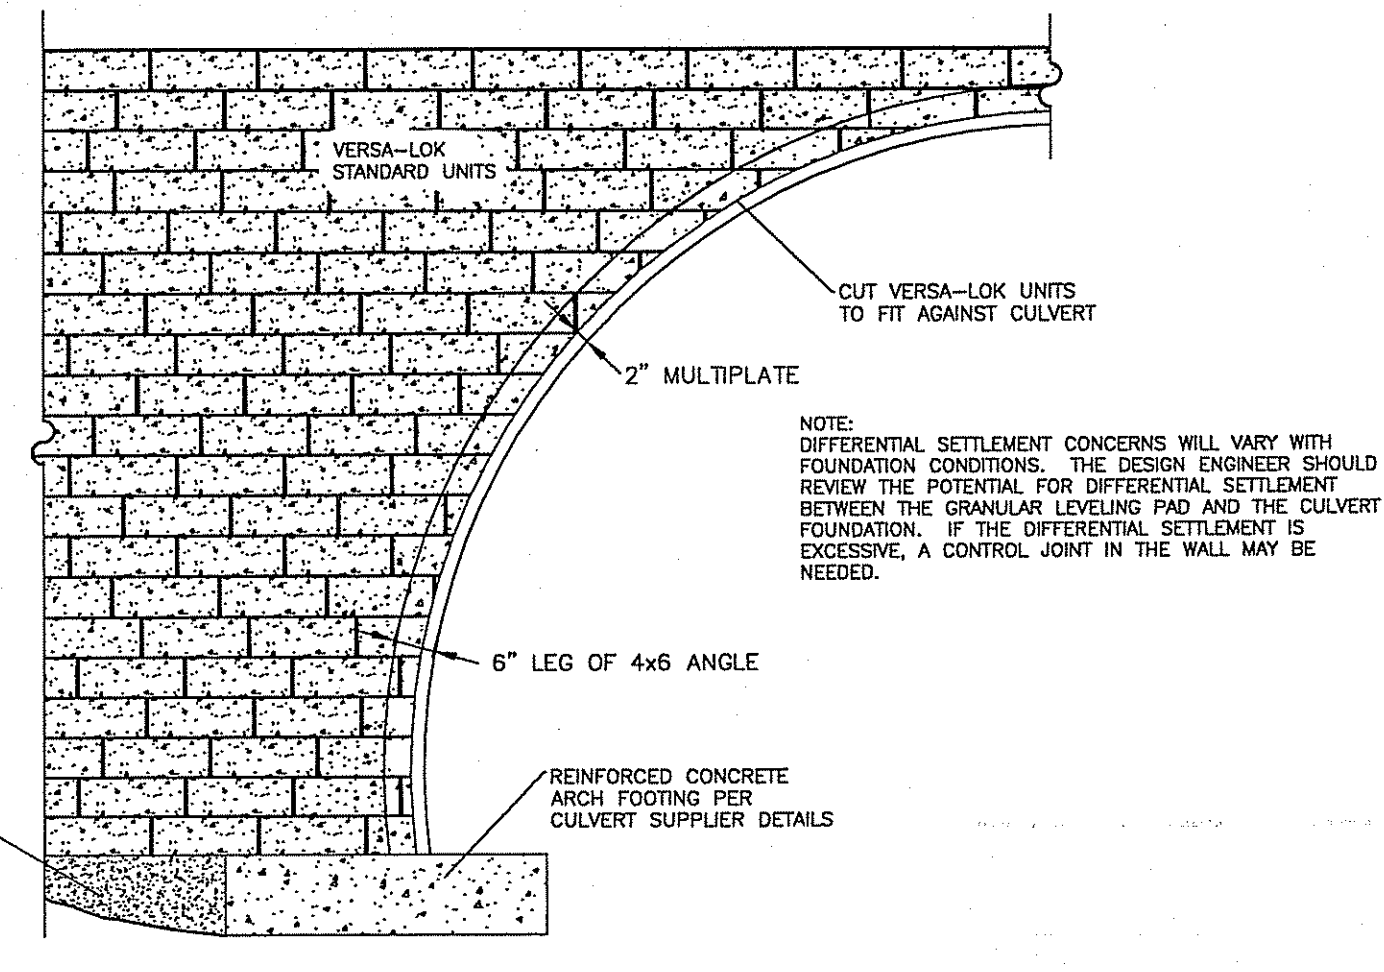 VERSA-LOK
STANDARD UNITS
CUT VERSA-LOK UNITS
TO FIT AGAINST CULVERT
2" MULTIPLATE
NOTE:
DIFFERENTIAL SETTLEMENT CONCERNS WILL VARY WITH
FOUNDATION CONDITIONS. THE DESIGN ENGINEER SHOULD
REVIEW THE POTENTIAL FOR DIFFERENTIAL SETTLEMENT
BETWEEN THE GRANULAR LEVELING PAD AND THE CULVERT
FOUNDATION. IF THE DIFFERENTIAL SETTLEMENT IS
EXCESSIVE, A CONTROL JOINT IN THE WALL MAY BE
NEEDED.
6" LEG OF 4x6 ANGLE
REINFORCED CONCRETE
ARCH FOOTING PER
CULVERT SUPPLIER DETAILS